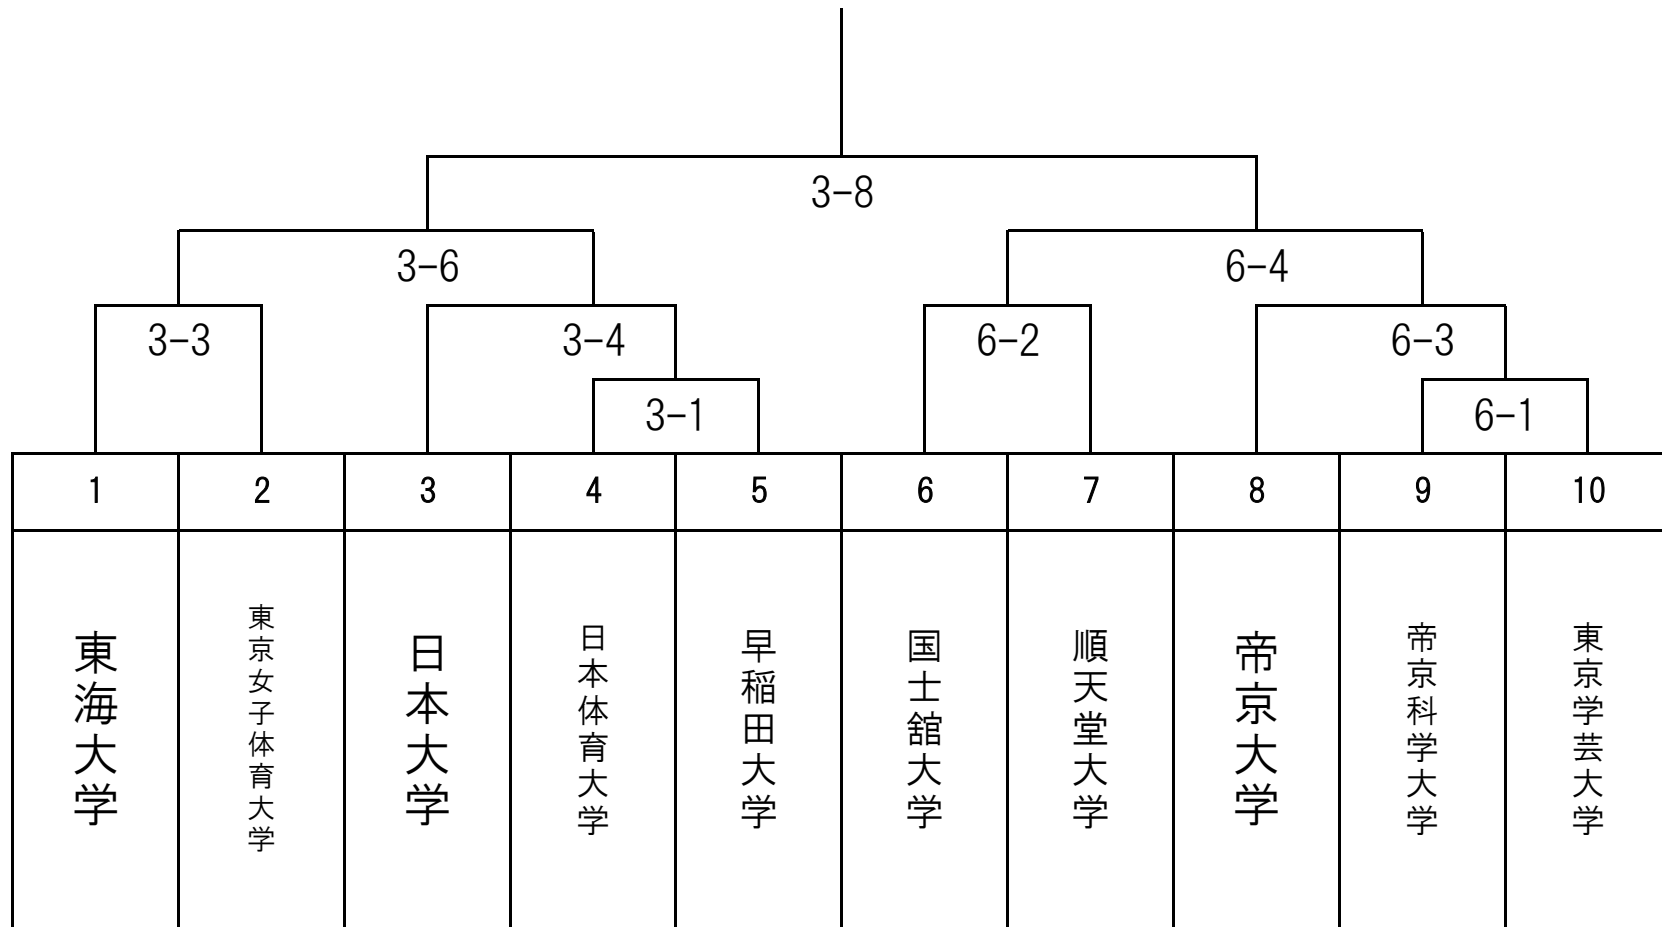 3-8
3-6
6-4
3-3
3-4
6-2
6-3
3-1
6-1
1
2
3
4
5
6
7
8
9
10
東海大学
東京女子体育大学
日本大学
日本体育大学
早稲田大学
国士舘大学
順天堂大学
帝京大学
帝京科学大学
東京学芸大学